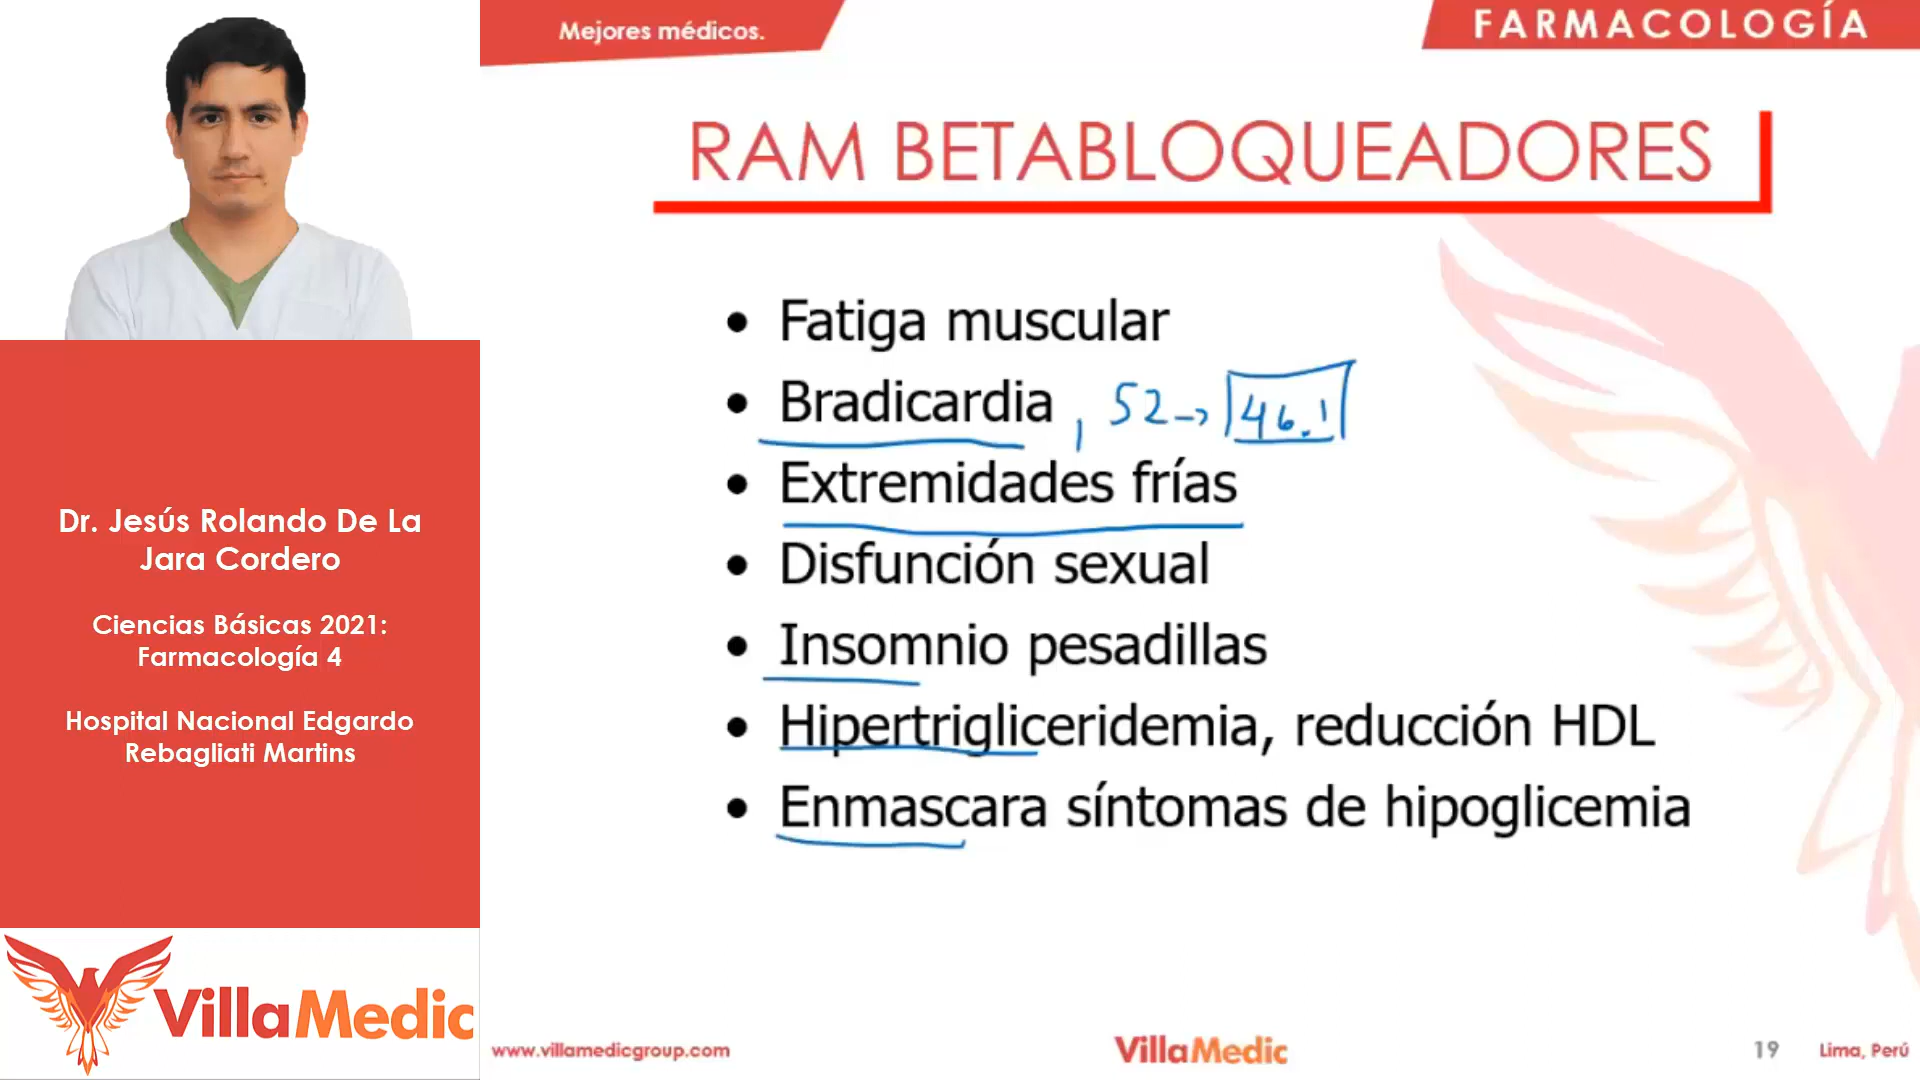 Mejores médicos.
FARMACOLOGÍA
RAM BETABLOQUEADORES
• Fatiga muscular
• Bradicardia , 52 → 46.1
• Extremidades frías
• Disfunción sexual
• Insomnio pesadillas
• Hipertrigliceridemia, reducción HDL
• Enmascara síntomas de hipoglicemia
Dr. Jesús Rolando De La
Jara Cordero
Ciencias Básicas 2021:
Farmacología 4
Hospital Nacional Edgardo
Rebagliati Martins
VillaMedic
www.villamedicgroup.com
VillaMedic
19
Lima, Perú